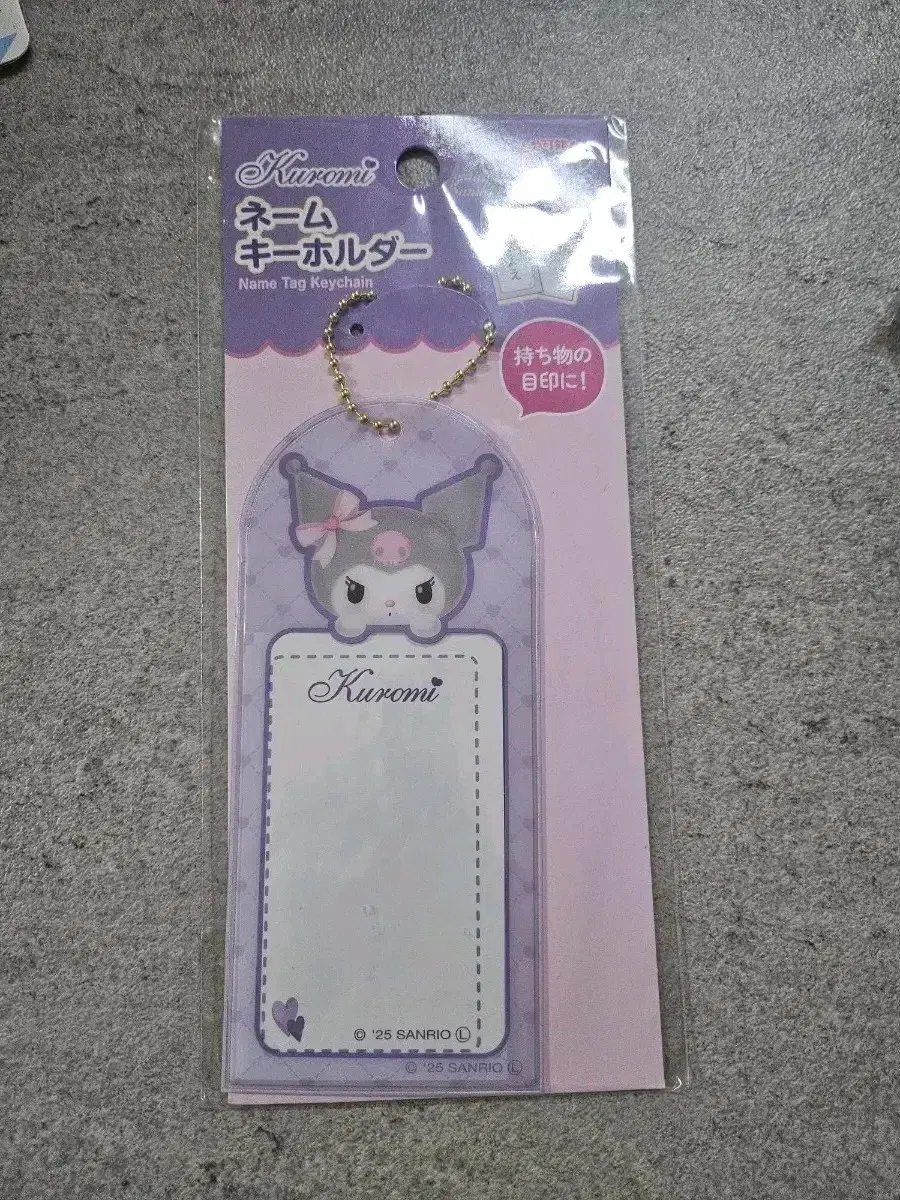 Kuromi
ネーム
キーホルダー
Name Tag Keychain
持ち物の
目印に!
Kuromi
© '25 SANRIO Ⓛ
© '25 SANRIO Ⓛ